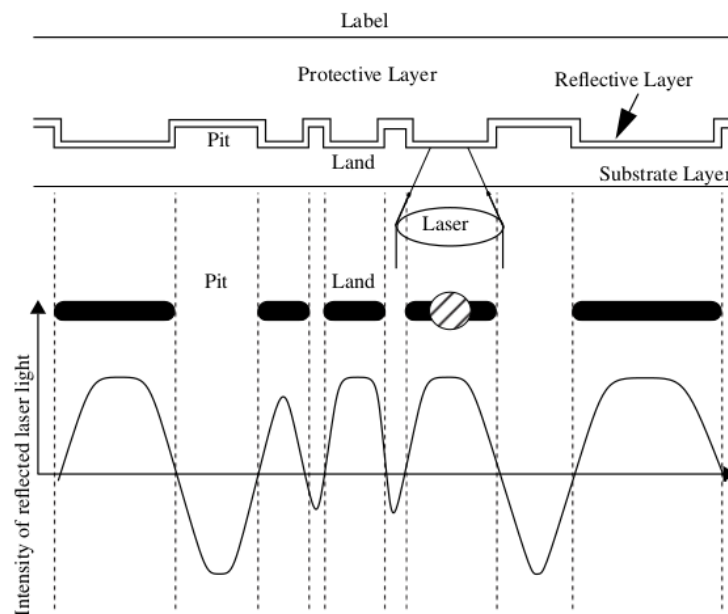 Label
Protective Layer
Reflective Layer
Pit
Land
Substrate Layer
Laser
Pit
Land
Intensity of reflected laser light